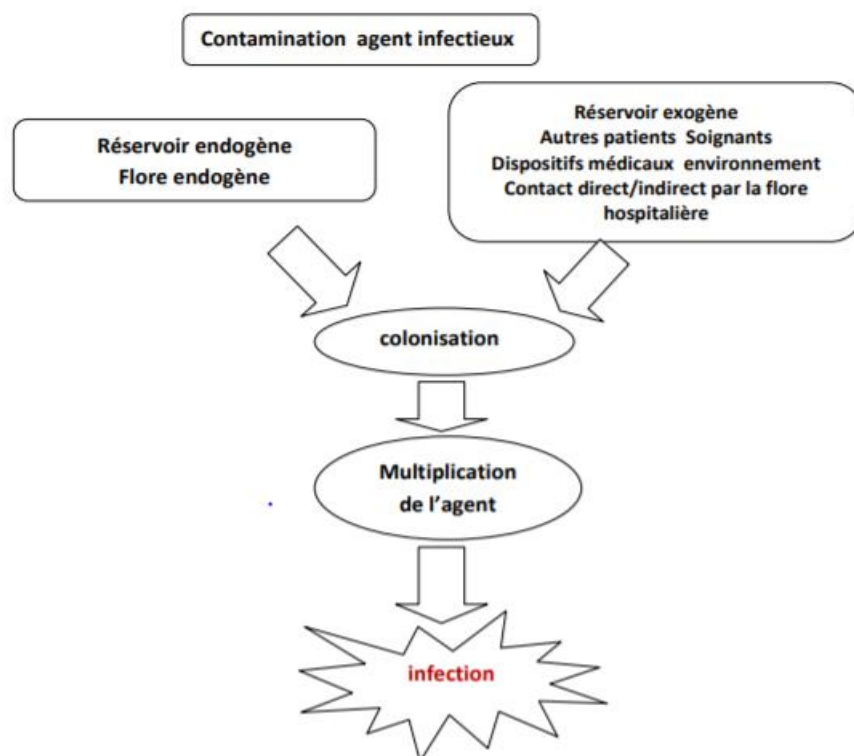 Contamination agent infectieux
Réservoir endogène
Flore endogène
Réservoir exogène
Autres patients Soignants
Dispositifs médicaux environnement
Contact direct/indirect par la flore
hospitalière
colonisation
Multiplication
de l'agent
infection